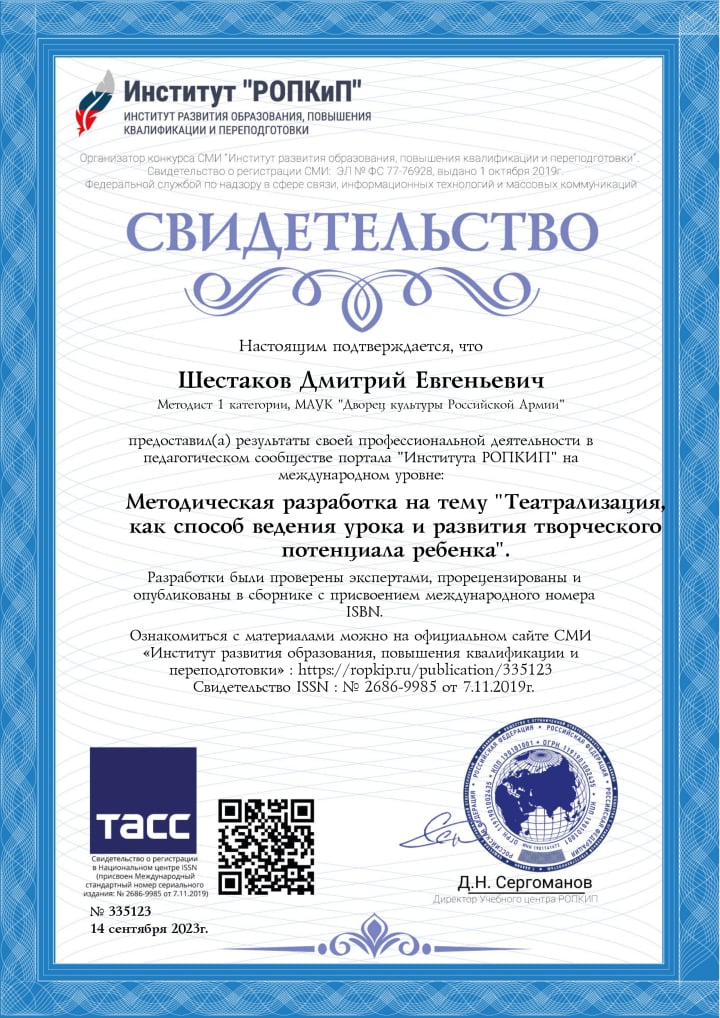 Институт "РОПКиП"
ИНСТИТУТ РАЗВИТИЯ ОБРАЗОВАНИЯ, ПОВЫШЕНИЯ
КВАЛИФИКАЦИИ И ПЕРЕПОДГОТОВКИ
Организатор конкурса СМИ "Институт развития образования, повышения квалификации и переподготовки".
Свидетельство о регистрации СМИ: ЭЛ № ФС 77-76928, выдано 1 октября 2019г.
Федеральной службой по надзору в сфере связи, информационных технологий и массовых коммуникаций
СВИДЕТЕЛЬСТВО
Настоящим подтверждается, что
Шестаков Дмитрий Евгеньевич
Методист 1 категории, МАУК "Дворец культуры Российской Армии"
предоставил(а) результаты своей профессиональной деятельности в
педагогическом сообществе портала "Института РОПКИП" на
международном уровне:
Методическая разработка на тему "Театрализация,
как способ ведения урока и развития творческого
потенциала ребенка".
Разработки были проверены экспертами, прорецензированы и
опубликованы в сборнике с присвоением международного номера
ISBN.
Ознакомиться с материалами можно на официальном сайте СМИ
«Институт развития образования, повышения квалификации и
переподготовки» : https://ropkip.ru/publication/335123
Свидетельство ISSN : № 2686-9985 от 7.11.2019г.
ТАСС
Свидетельство о регистрации
в Национальном центре ISSN
(присвоен Международный
стандартный номер сериального
издания: № 2686-9985 от 7.11.2019)
№ 335123
14 сентября 2023г.
РОССИЙСКАЯ ФЕДЕРАЦИЯ
Д.Н. Сергоманов
Директор Учебного центра РОПКИП